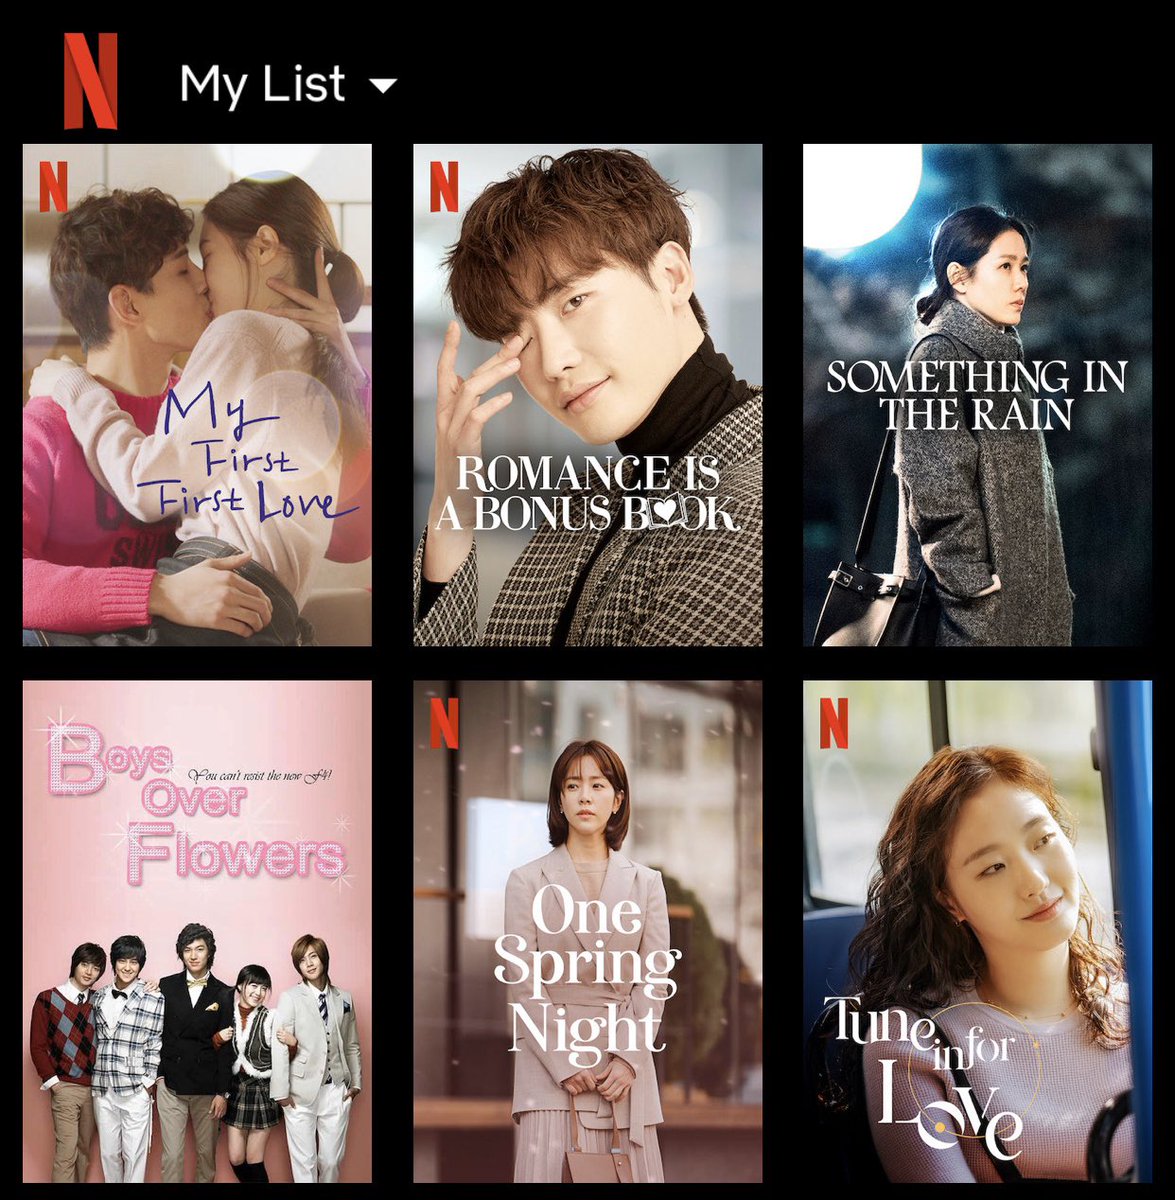 N My List
N
My
First
First Love
N
ROMANCE IS
A BONUS BOOK
SOMETHING IN
THE RAIN
Boys
You can't resist the new F4!
Over
Flowers
N
One
Spring
Night
N
Tune
in for
Love